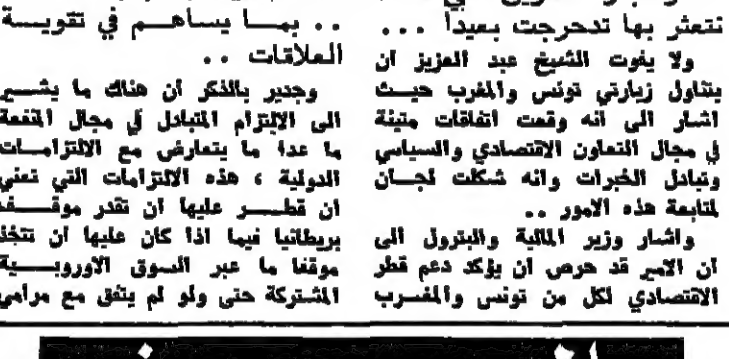 نتعثر بها تدحرجت بعيدا ...
ولا يفوت الشيخ عبد العزيز ان
يتناول زيارتي تونس والمغرب حيث
اشار الى انه وقعت اتفاقات متينة
في مجال التعاون الاقتصادي والسياسي
وتبادل الخبرات وانه شكلت لجان
لمتابعة هذه الامور ..
واشار وزير المالية والبترول الى
ان الامير قد حرص ان يؤكد دعم قطر
الاقتصادي لكل من تونس والمغرب
.. بما يساهم في تقوية
العلاقات ..
وجدير بالذكر أن هناك ما يشير
الى الالتزام المتبادل في مجال المنفعة
ما عدا ما يتعارض مع الالتزامات
الدولية ، هذه الالتزامات التي تعني
ان قطر عليها ان تقدر موقف
بريطانيا فيما اذا كان عليها أن تتخذ
موقفا ما عبر السوق الاوروبية
المشتركة حتى ولو لم يتفق مع مرامي